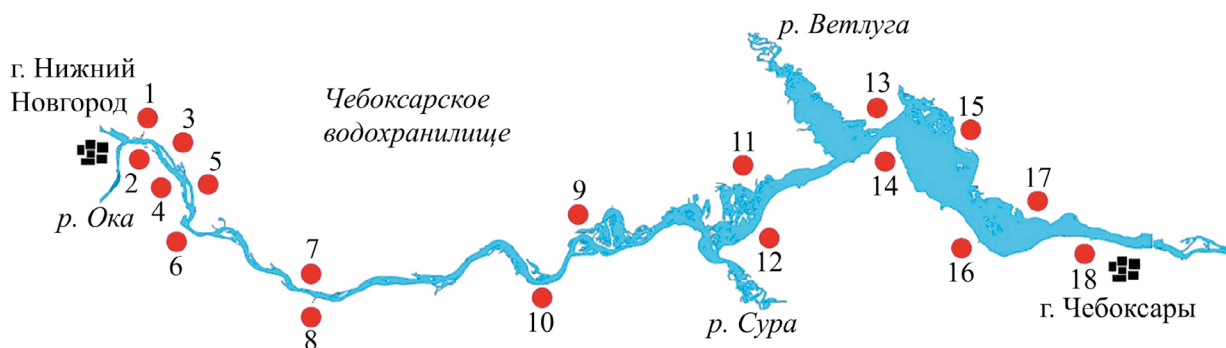 г. Нижний
Новгород
р. Ока
Чебоксарское
водохранилище
р. Ветлуга
р. Сура
г. Чебоксары
1
2
3
4
5
6
7
8
9
10
11
12
13
14
15
16
17
18